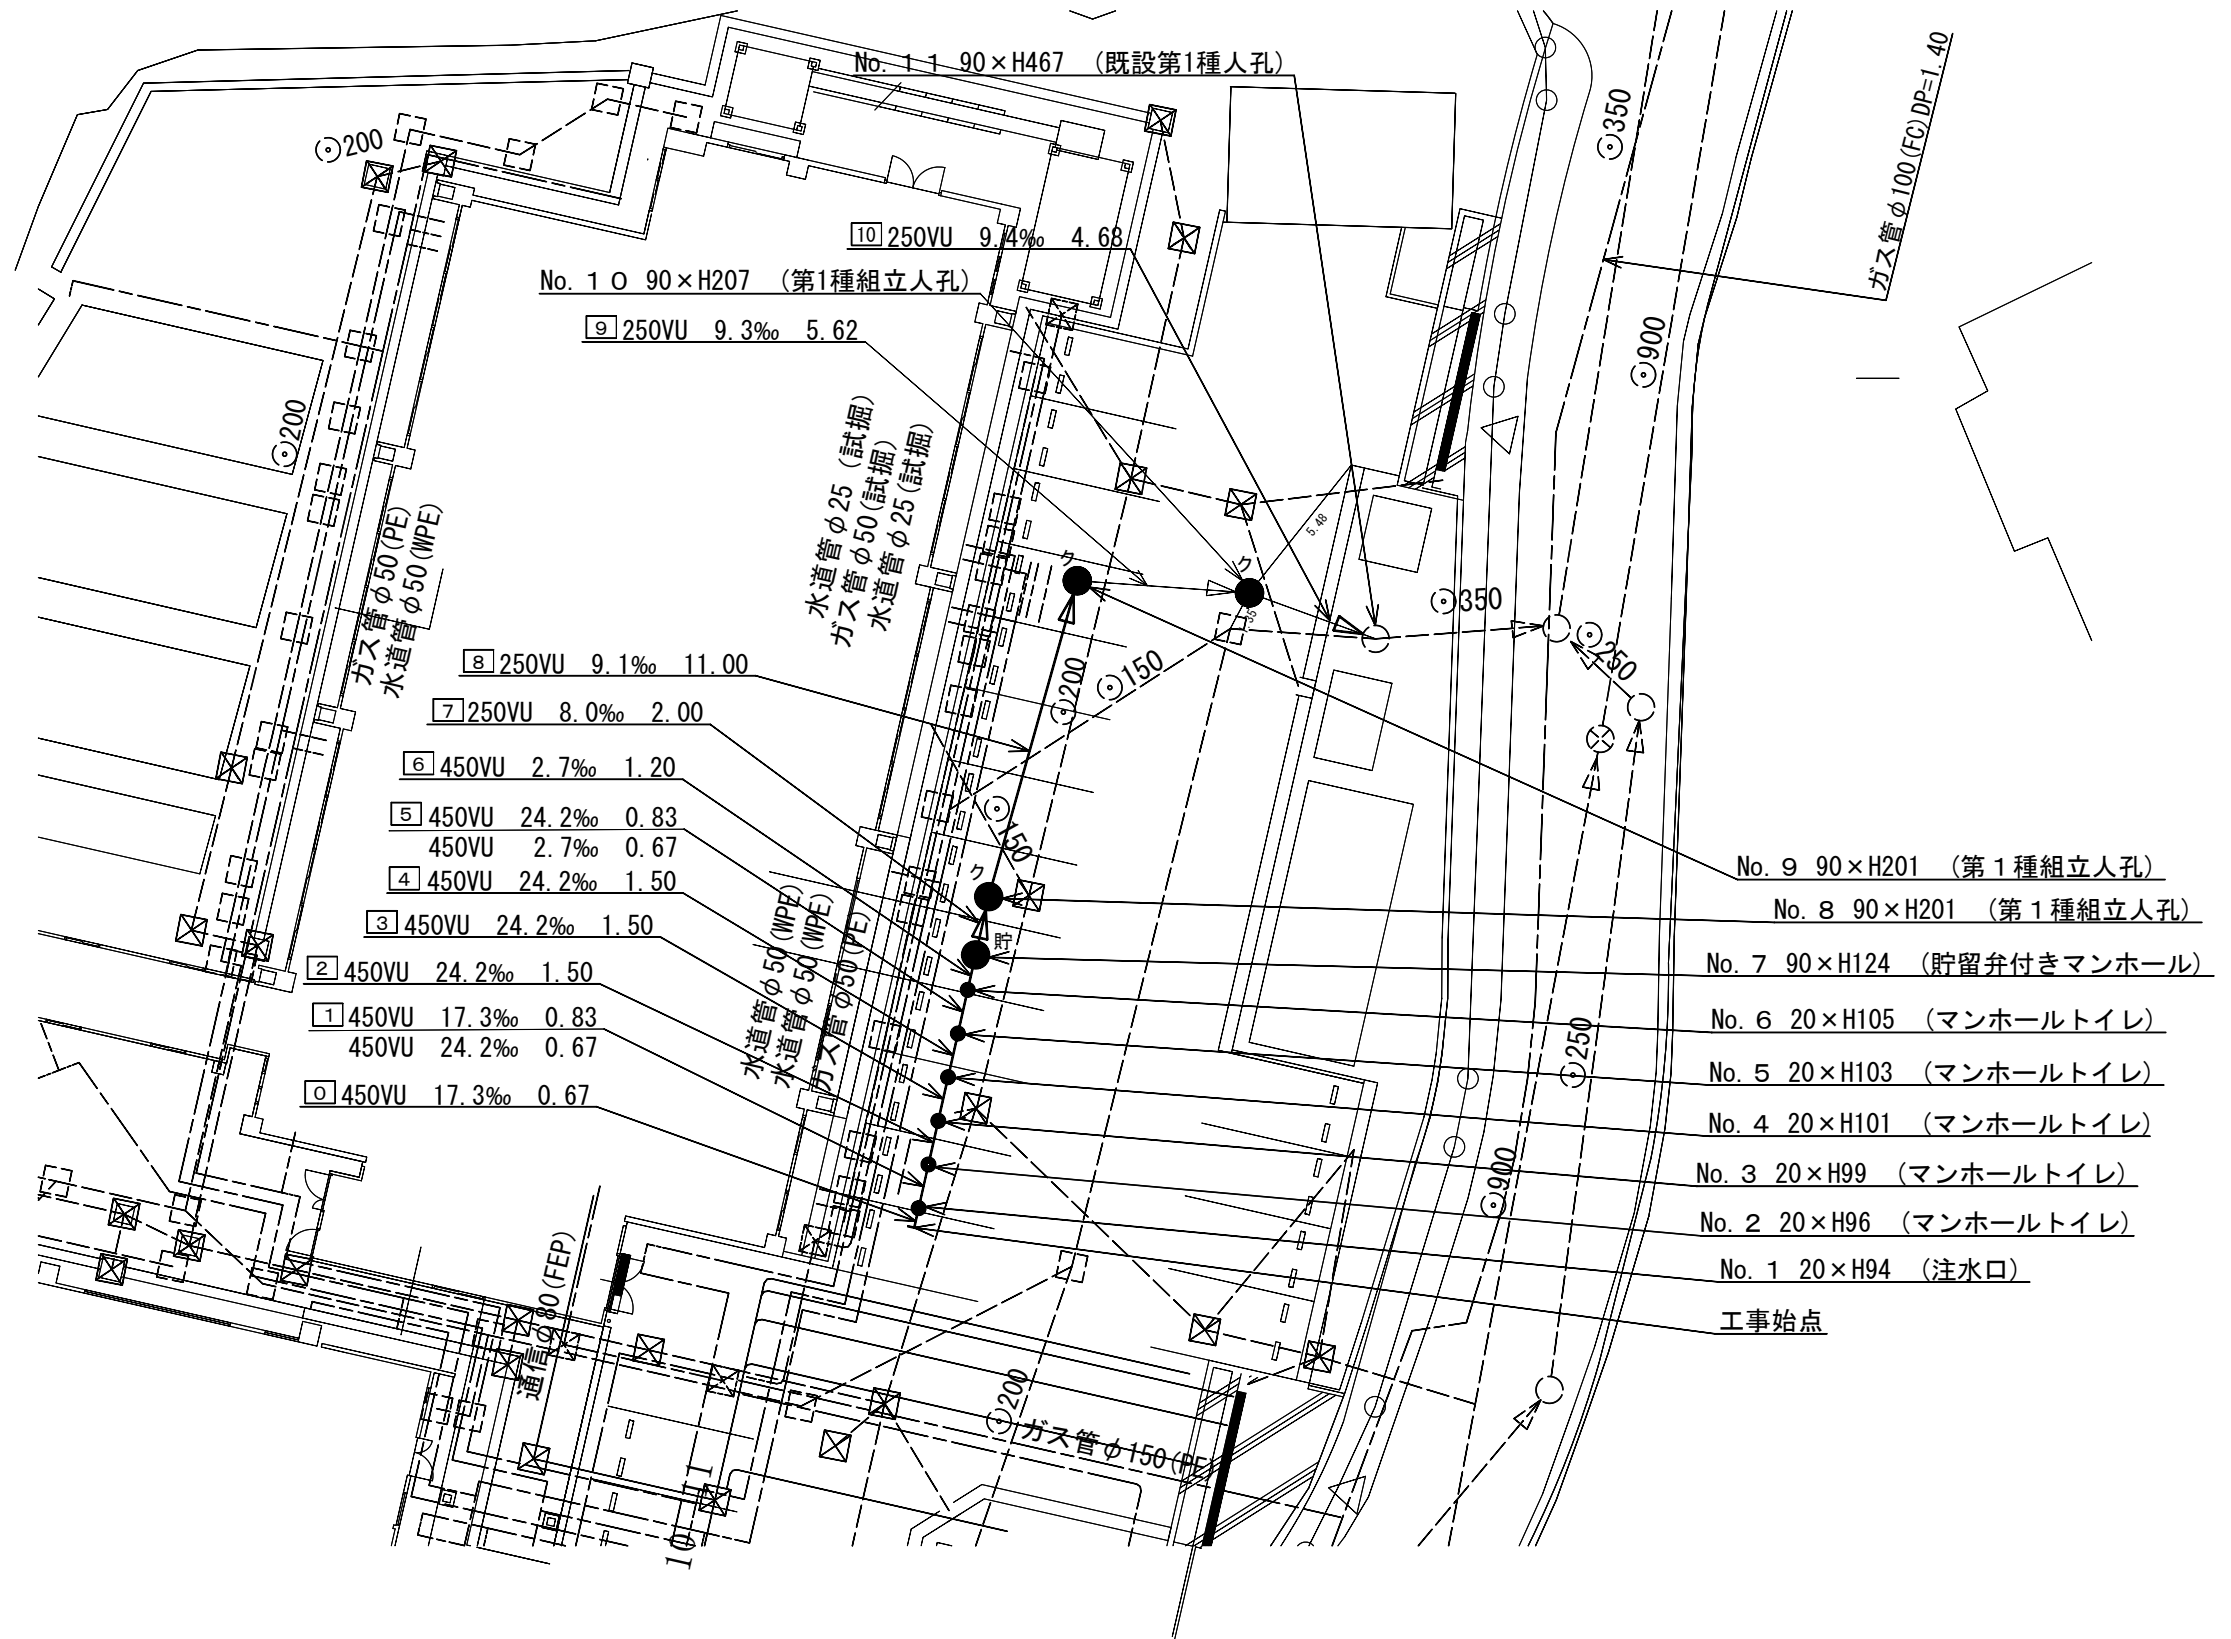 No. 11 90×H467 （既設第1種人孔）
10 250VU 9.4‰ 4.68
No. 10 90×H207 （第1種組立人孔）
9 250VU 9.3‰ 5.62
8 250VU 9.1‰ 11.00
7 250VU 8.0‰ 2.00
6 450VU 2.7‰ 1.20
5 450VU 24.2‰ 0.83
450VU 2.7‰ 0.67
4 450VU 24.2‰ 1.50
3 450VU 24.2‰ 1.50
2 450VU 24.2‰ 1.50
1 450VU 17.3‰ 0.83
450VU 24.2‰ 0.67
0 450VU 17.3‰ 0.67
No. 9 90×H201 （第１種組立人孔）
No. 8 90×H201 （第１種組立人孔）
No. 7 90×H124 （貯留弁付きマンホール）
No. 6 20×H105 （マンホールトイレ）
No. 5 20×H103 （マンホールトイレ）
No. 4 20×H101 （マンホールトイレ）
No. 3 20×H99 （マンホールトイレ）
No. 2 20×H96 （マンホールトイレ）
No. 1 20×H94 （注水口）
工事始点
ガス管φ100(FC)DP=1.40
200
200
350
900
350
250
150
200
150
250
900
200
ガス管φ50(PE)
水道管φ50(WPE)
水道管φ25 (試掘)
ガス管φ50(試掘)
水道管φ25(試掘)
水道管φ50(WPE)
水道管φ50(WPE)
ガス管φ50(PE)
通信φ80(FEP)
ガス管φ150(PE)
ク
ク
ク
貯
5.48